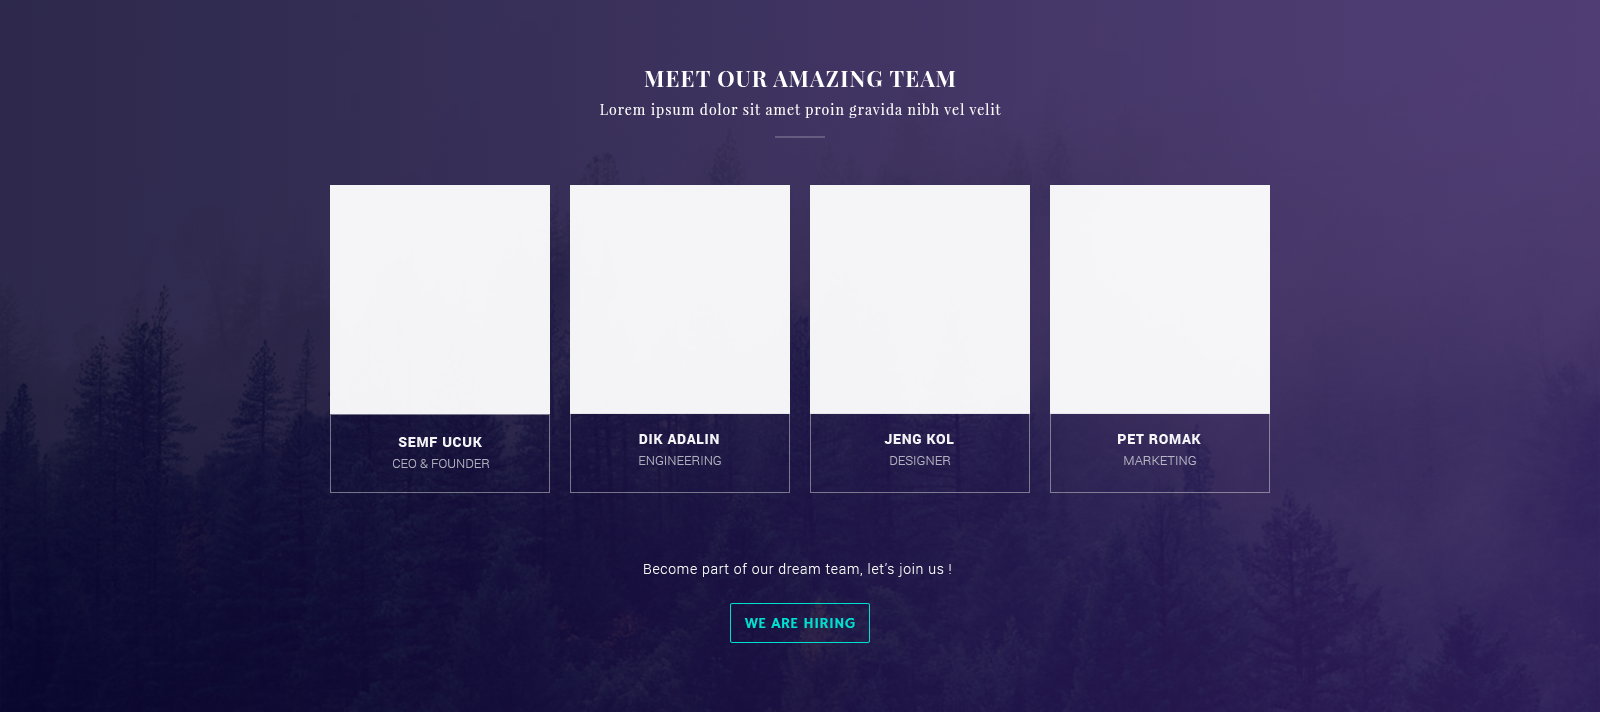 MEET OUR AMAZING TEAM
Lorem ipsum dolor sit amet proin gravida nibh vel velit
SEMF UCUK
CEO & FOUNDER
DIK ADALIN
ENGINEERING
JENG KOL
DESIGNER
PET ROMAK
MARKETING
Become part of our dream team, let's join us !
WE ARE HIRING